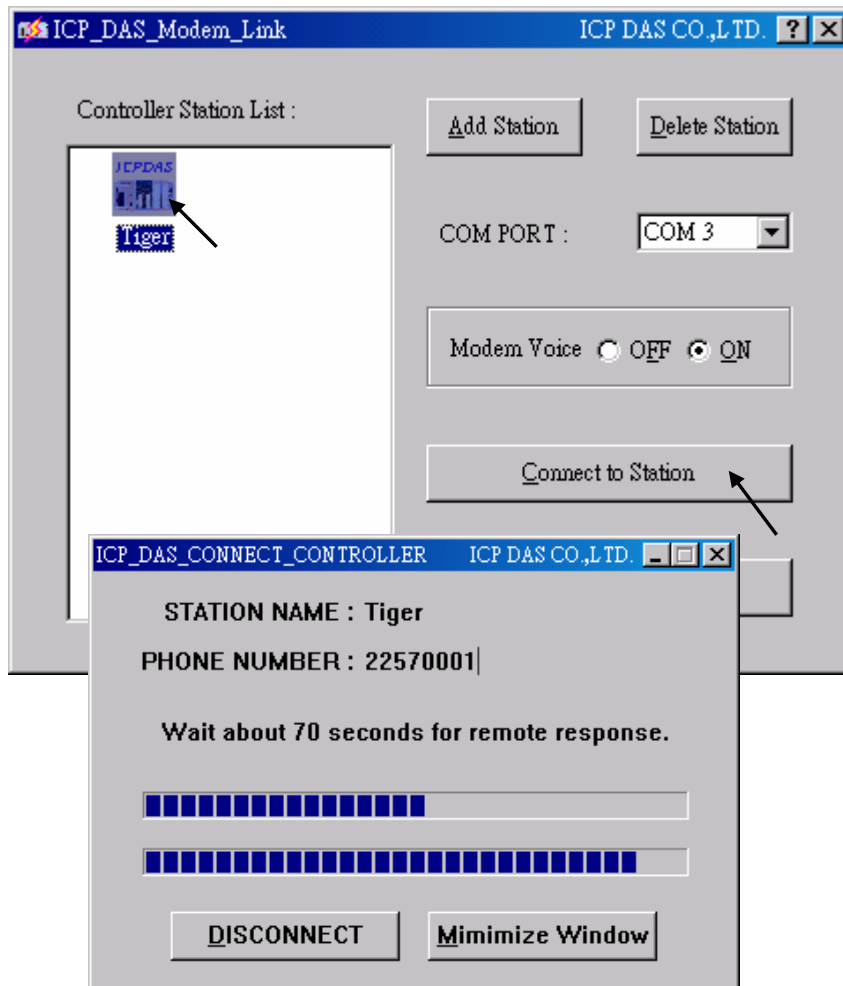 ICP_DAS_Modem_Link ICP DAS CO.,LTD.
Controller Station List :
Add Station
Delete Station
ICPDAS
Tiger
COM PORT :
COM 3
Modem Voice OFF ON
Connect to Station
ICP_DAS_CONNECT_CONTROLLER ICP DAS CO.,LTD.
STATION NAME : Tiger
PHONE NUMBER : 22570001
Wait about 70 seconds for remote response.
DISCONNECT
Mimimize Window